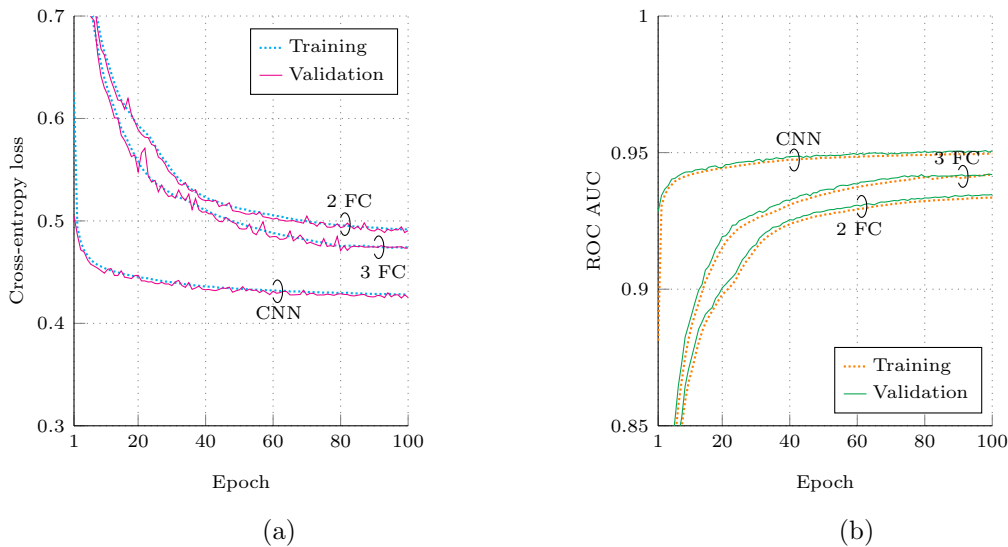 0.7
0.6
0.5
0.4
0.3
1
20
40
60
80
100
Cross-entropy loss
Epoch
Training
Validation
2 FC
3 FC
CNN
(a)
1
0.95
0.9
0.85
1
20
40
60
80
100
ROC AUC
Epoch
CNN
3 FC
2 FC
Training
Validation
(b)